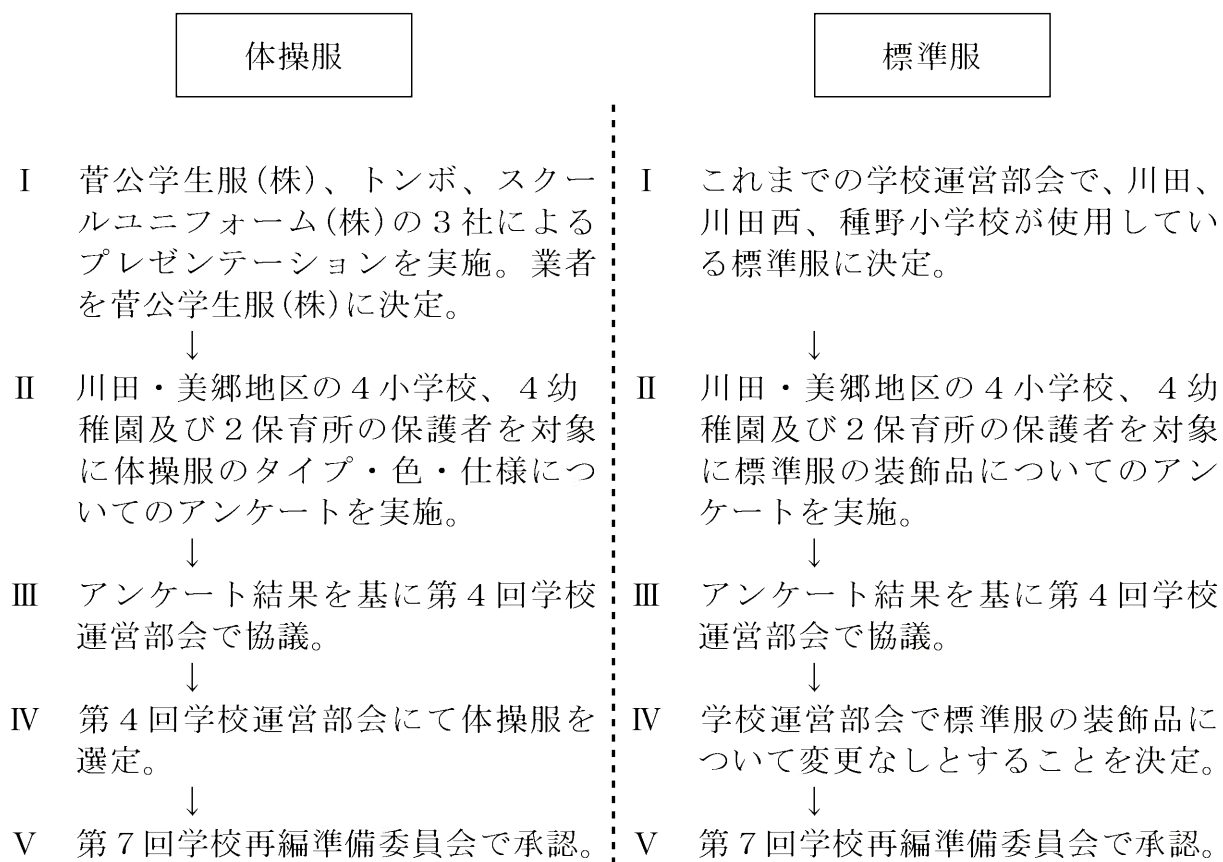 体操服
Ⅰ 菅公学生服(株)、トンボ、スクー
ルユニフォーム(株)の3社による
プレゼンテーションを実施。業者
を菅公学生服(株)に決定。
↓
Ⅱ 川田・美郷地区の4小学校、4幼
稚園及び2保育所の保護者を対象
に体操服のタイプ・色・仕様につ
いてのアンケートを実施。
↓
Ⅲ アンケート結果を基に第4回学校
運営部会で協議。
↓
Ⅳ 第4回学校運営部会にて体操服を
選定。
↓
Ⅴ 第7回学校再編準備委員会で承認。
標準服
Ⅰ これまでの学校運営部会で、川田、
川田西、種野小学校が使用してい
る標準服に決定。
↓
Ⅱ 川田・美郷地区の4小学校、4幼
稚園及び2保育所の保護者を対象
に標準服の装飾品についてのアン
ケートを実施。
↓
Ⅲ アンケート結果を基に第4回学校
運営部会で協議。
↓
Ⅳ 学校運営部会で標準服の装飾品に
ついて変更なしとすることを決定。
↓
Ⅴ 第7回学校再編準備委員会で承認。